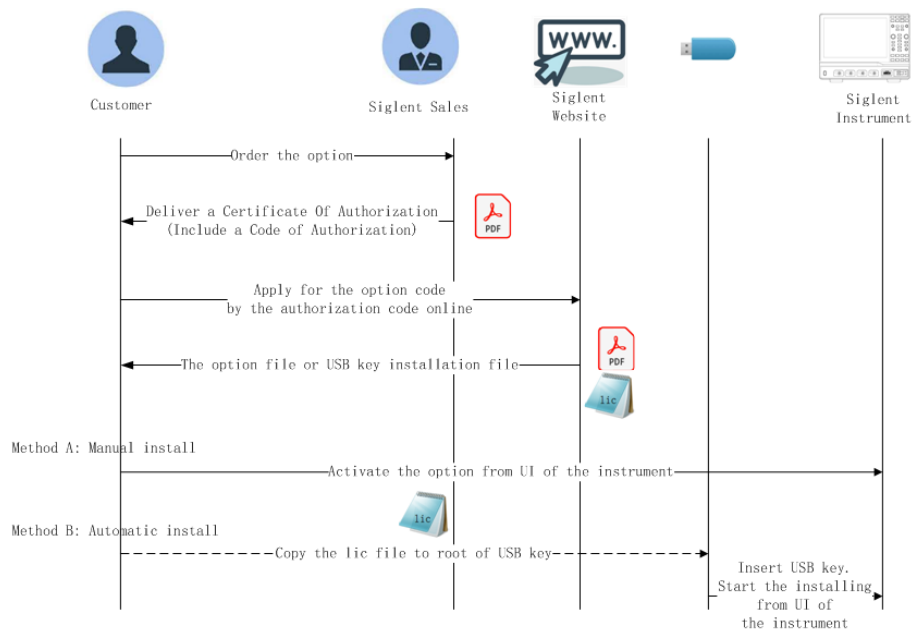 WWW.
Customer
Siglent Sales
Siglent
Website
Siglent
Instrument
Order the option
Deliver a Certificate Of Authorization
(Include a Code of Authorization)
PDF
Apply for the option code
by the authorization code online
The option file or USB key installation file
PDF
lic
Method A: Manual install
Activate the option from UI of the instrument
lic
Method B: Automatic install
Copy the lic file to root of USB key
Insert USB key.
Start the installing
from UI of
the instrument